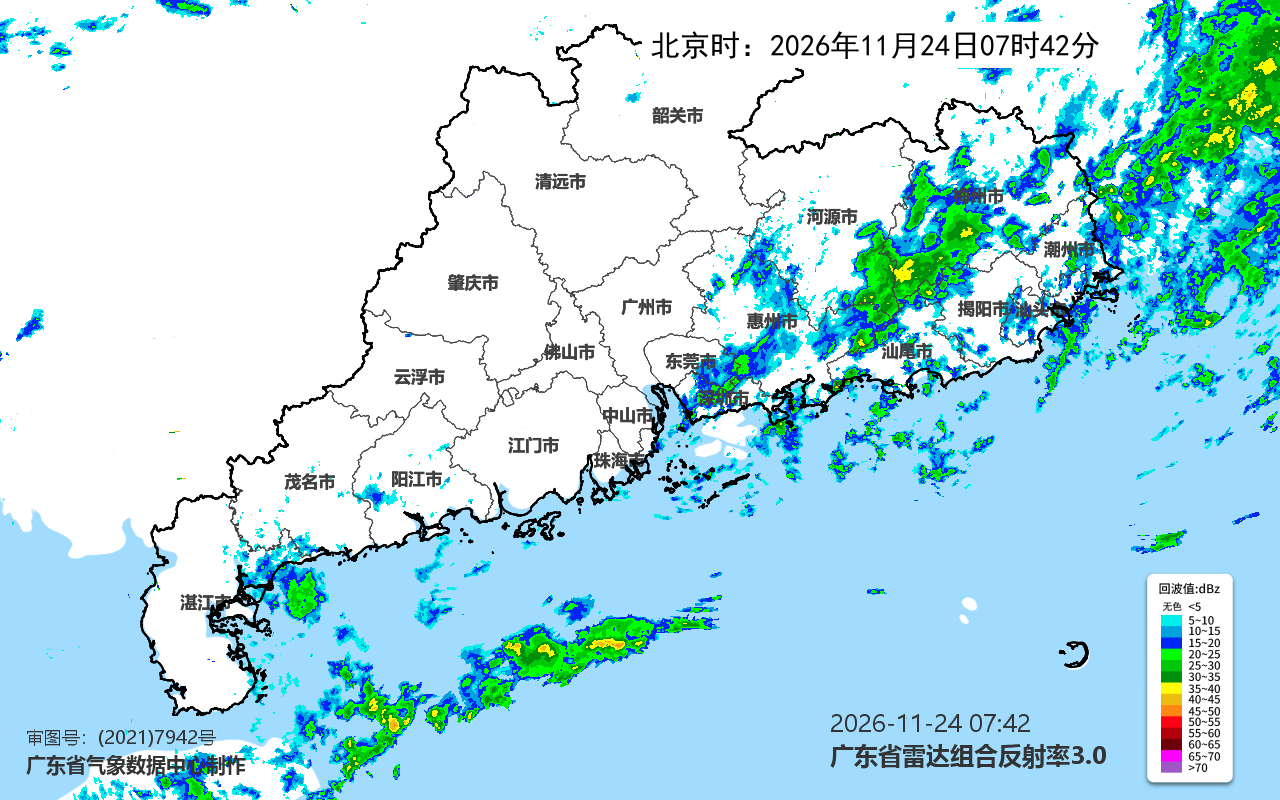 北京时：2026年11月24日07时42分
韶关市
清远市
梅州市
河源市
潮州市
肇庆市
广州市
揭阳市
汕头
惠州市
佛山市
汕尾市
东莞市
云浮市
深圳市
中山市
江门市
珠海市
茂名市
阳江市
湛江市
回波值:dBz
无色 <5
5~10
10~15
15~20
20~25
25~30
30~35
35~40
40~45
45~50
50~55
55~60
60~65
65~70
>70
2026-11-24 07:42
广东省雷达组合反射率3.0
审图号：(2021)7942号
广东省气象数据中心制作